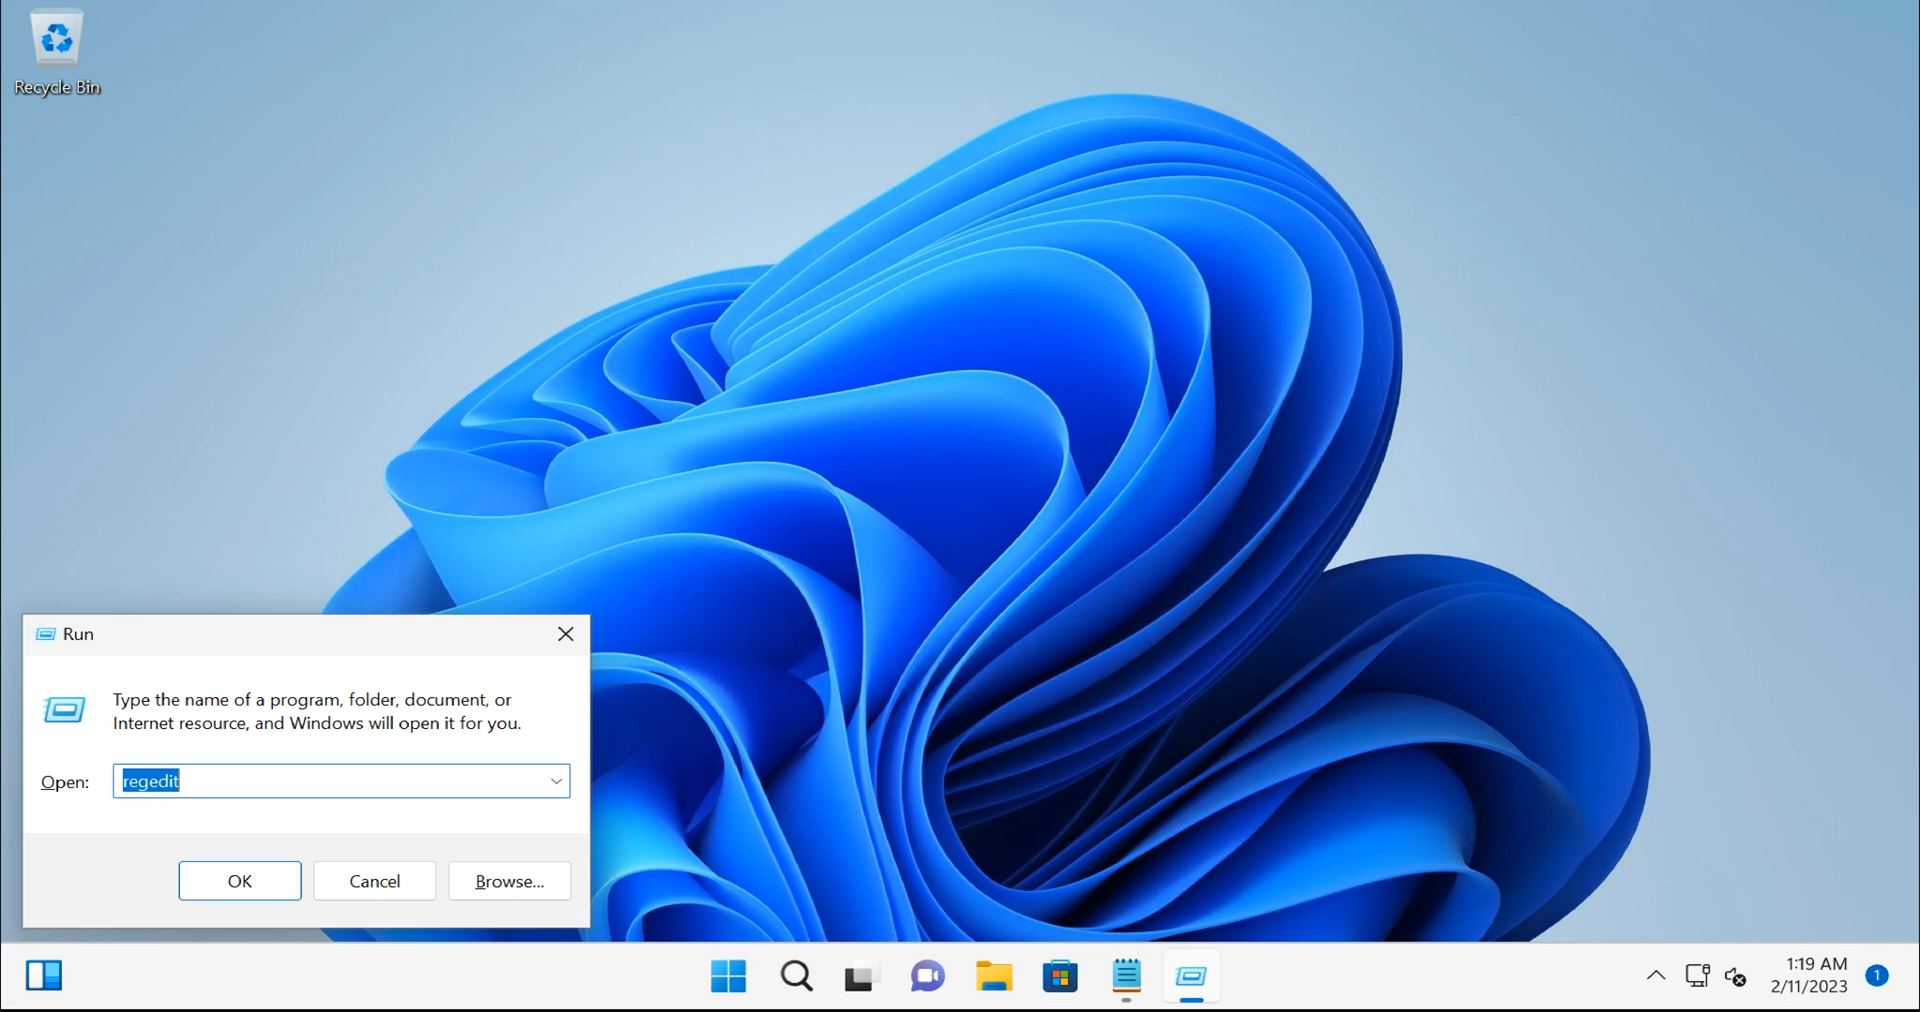 Recycle Bin
Run
Type the name of a program, folder, document, or
Internet resource, and Windows will open it for you.
Open: regedit
OK Cancel Browse...
1:19 AM
2/11/2023
1